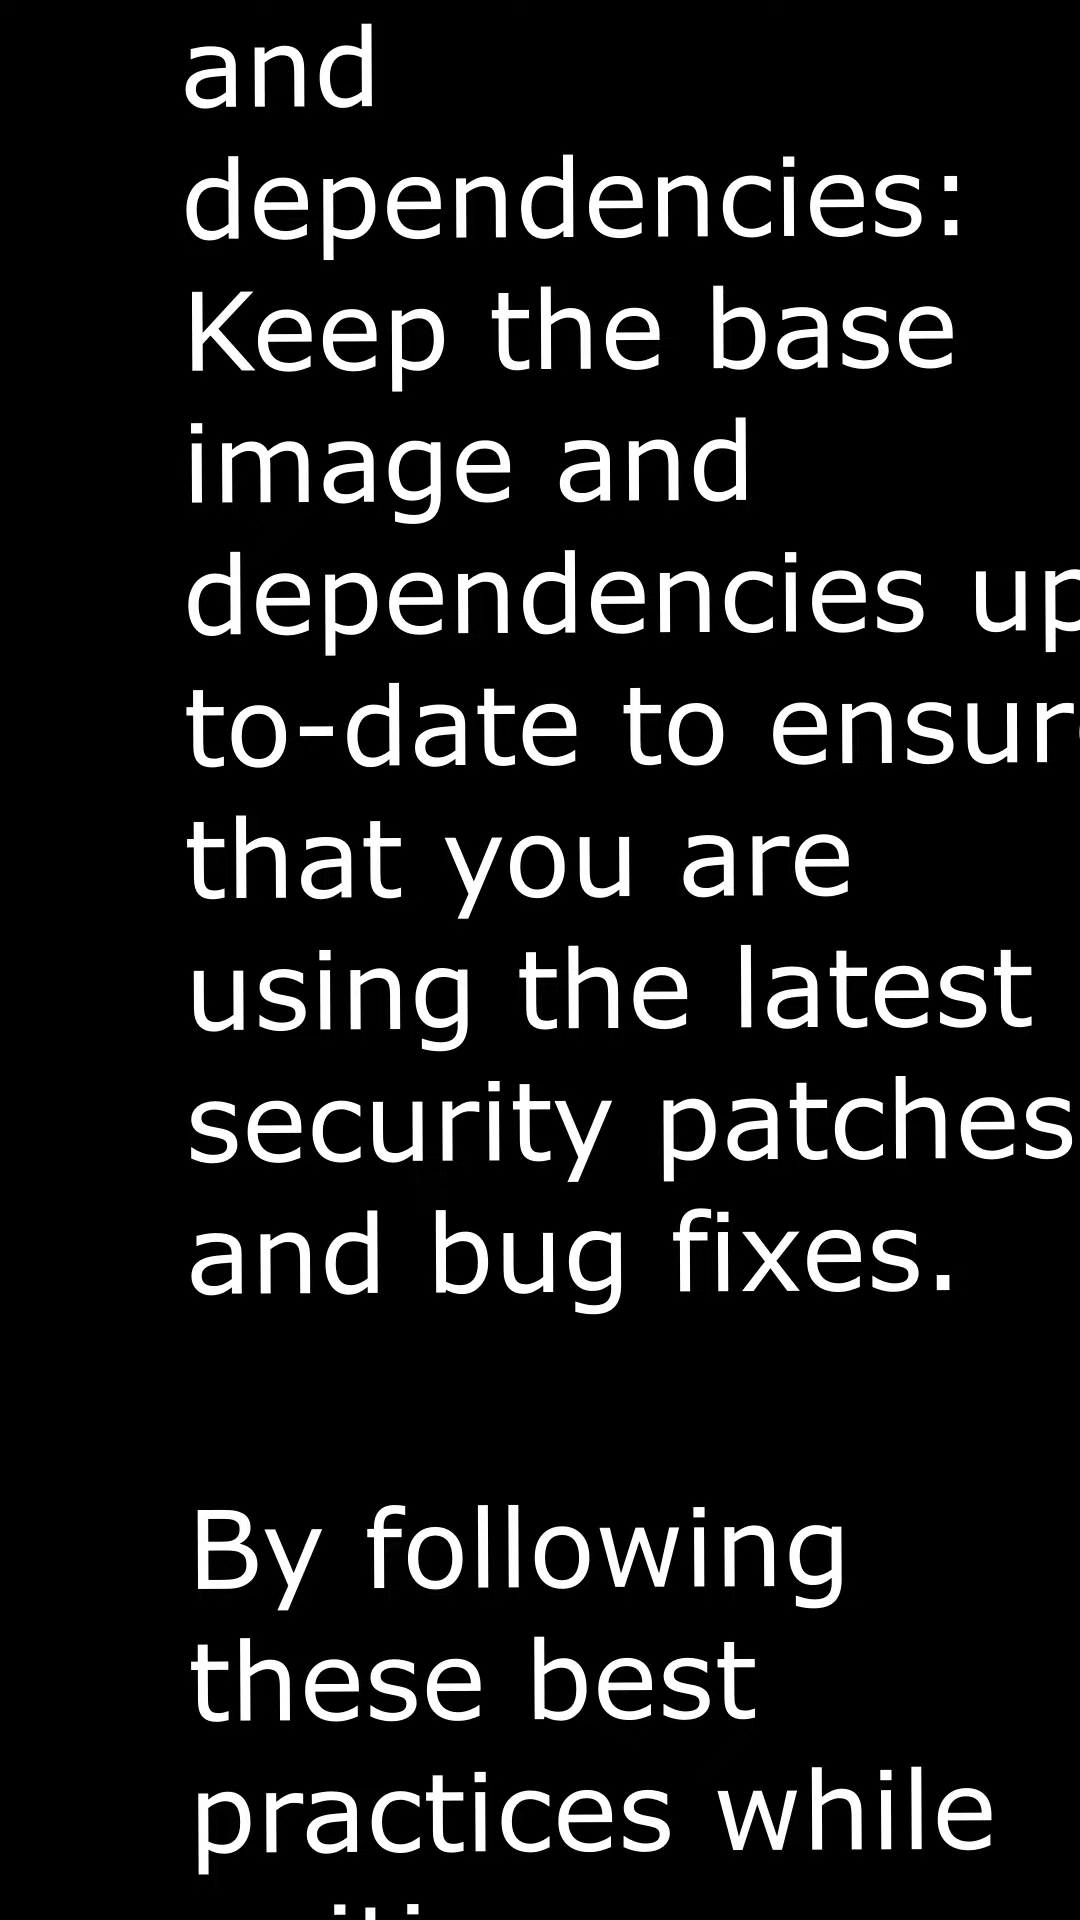 and
dependencies:
Keep the base
image and
dependencies up
to-date to ensure
that you are
using the latest
security patches
and bug fixes.
By following
these best
practices while